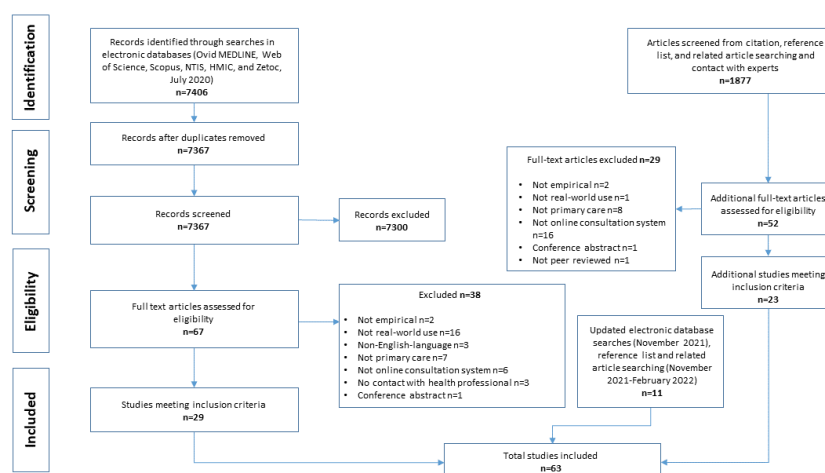 Identification
Records identified through searches in
electronic databases (Ovid MEDLINE, Web
of Science, Scopus, NTIS, HMIC, and Zetoc,
July 2020)
n=7406
Articles screened from citation, reference
list, and related article searching and
contact with experts
n=1877
Screening
Records after duplicates removed
n=7367
Records screened
n=7367
Records excluded
n=7300
Full-text articles excluded n=29
• Not empirical n=2
• Not real-world use n=1
• Not primary care n=8
• Not online consultation system
n=16
• Conference abstract n=1
• Not peer reviewed n=1
Additional full-text articles
assessed for eligibility
n=52
Eligibility
Additional studies meeting
inclusion criteria
n=23
Full text articles assessed for
eligibility
n=67
Excluded n=38
• Not empirical n=2
• Not real-world use n=16
• Non-English-language n=3
• Not primary care n=7
• Not online consultation system n=6
• No contact with health professional n=3
• Conference abstract n=1
Updated electronic database
searches (November 2021),
reference list and related
article searching (November
2021-February 2022)
n=11
Included
Studies meeting inclusion criteria
n=29
Total studies included
n=63